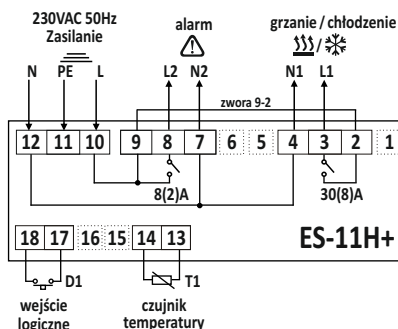 230VAC 50Hz
Zasilanie
alarm
grzanie / chłodzenie
/
N PE L L2 N2 N1 L1
zwora 9-2
12 11 10 9 8 7 6 5 4 3 2 1
8(2)A 30(8)A
18 17 16 15 14 13 ES-11H+
D1 T1
wejście
logiczne
czujnik
temperatury